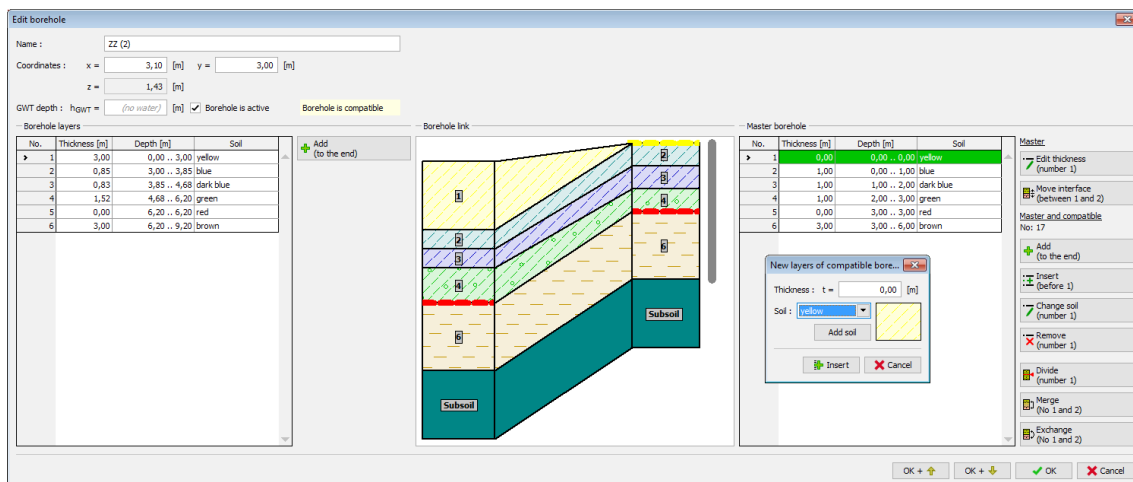 Edit borehole
Name :
ZZ (2)
Coordinates : x = 3,10 [m] y = 3,00 [m]
z = 1,43 [m]
GWT depth : hGWT = (no water) [m] Borehole is active Borehole is compatible
Borehole layers
No. Thickness [m] Depth [m] Soil
1 3,00 0,00 .. 3,00 yellow
2 0,85 3,00 .. 3,85 blue
3 0,83 3,85 .. 4,68 dark blue
4 1,52 4,68 .. 6,20 green
5 0,00 6,20 .. 6,20 red
6 3,00 6,20 .. 9,20 brown
Add
(to the end)
Borehole link
1
2
3
4
6
Subsoil
2
3
4
6
Subsoil
Master borehole
No. Thickness [m] Depth [m] Soil
1 0,00 0,00 .. 0,00 yellow
2 1,00 0,00 .. 1,00 blue
3 1,00 1,00 .. 2,00 dark blue
4 1,00 2,00 .. 3,00 green
5 0,00 3,00 .. 3,00 red
6 3,00 3,00 .. 6,00 brown
New layers of compatible bore...
Thickness : t = 0,00 [m]
Soil : yellow
Add soil
Insert Cancel
Master
Edit thickness
(number 1)
Move interface
(between 1 and 2)
Master and compatible
No: 17
Add
(to the end)
Insert
(before 1)
Change soil
(number 1)
Remove
(number 1)
Divide
(number 1)
Merge
(No 1 and 2)
Exchange
(No 1 and 2)
OK + OK + OK Cancel